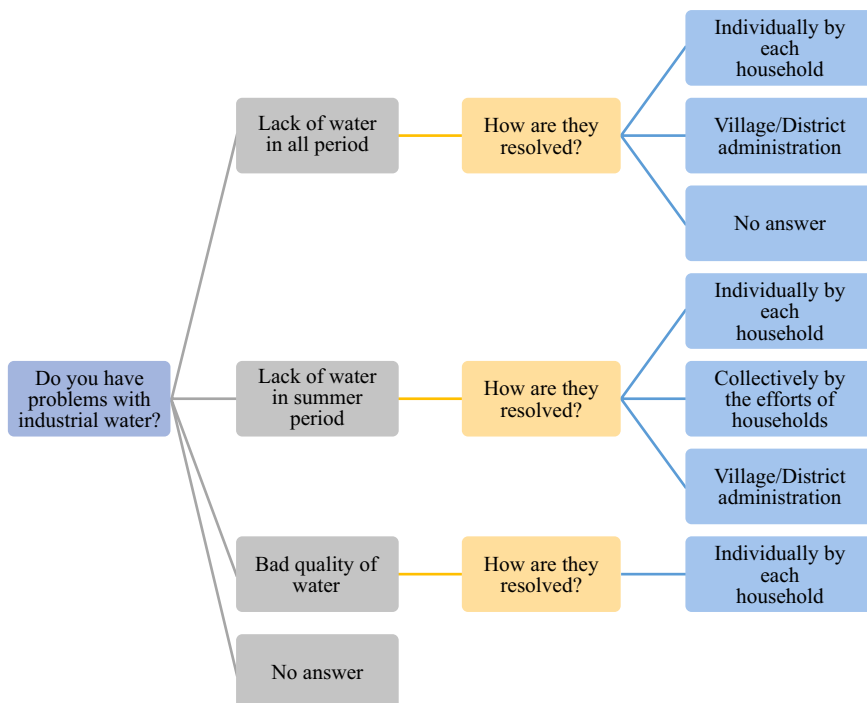 Do you have
problems with
industrial water?
Lack of water
in all period
How are they
resolved?
Individually by
each
household
Village/District
administration
No answer
Lack of water
in summer
period
How are they
resolved?
Individually by
each
household
Collectively by
the efforts of
households
Village/District
administration
Bad quality of
water
How are they
resolved?
Individually by
each
household
No answer